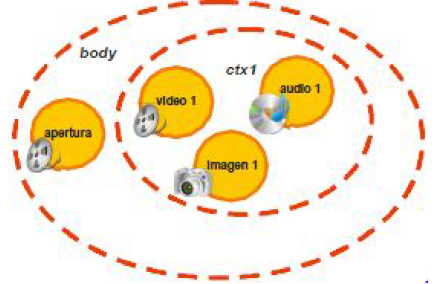 body
ctx1
video 1
audio 1
apertura
imagen 1